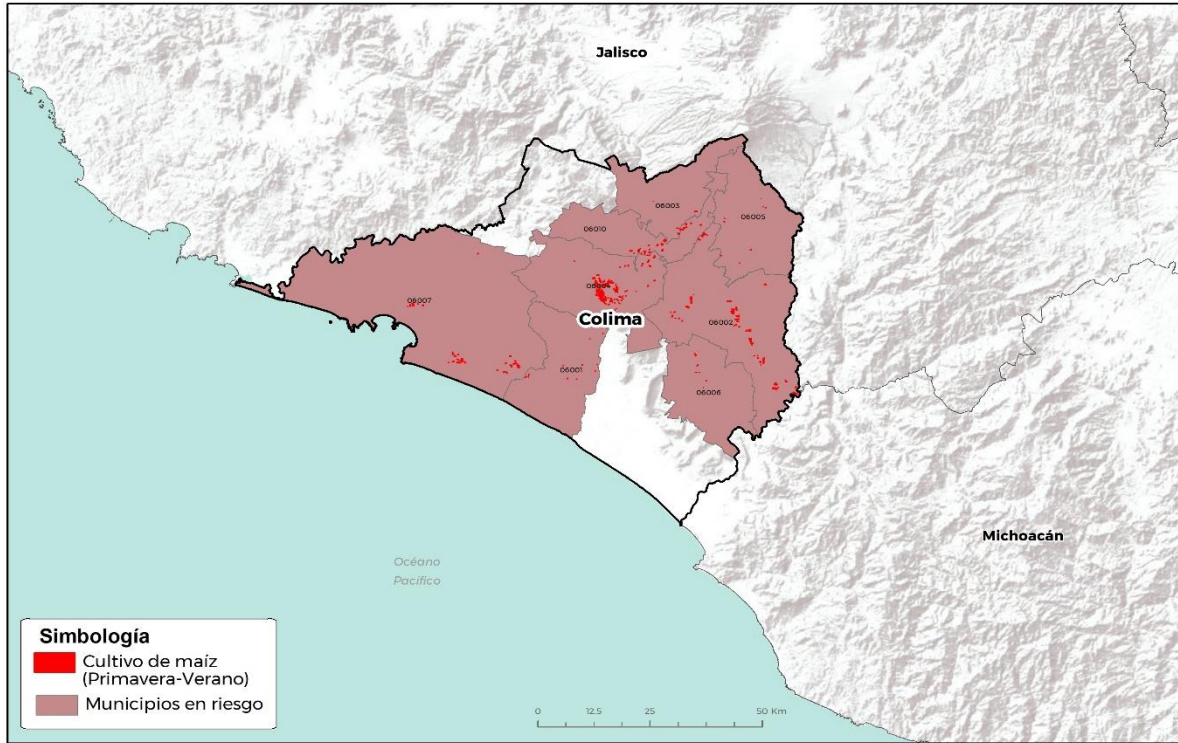 Jalisco
06003
06005
06010
06004
06007
Colima
06002
06001
06006
Michoacán
Océano
Pacífico
Simbología
Cultivo de maíz
(Primavera-Verano)
Municipios en riesgo
0 12.5 25 50 Km